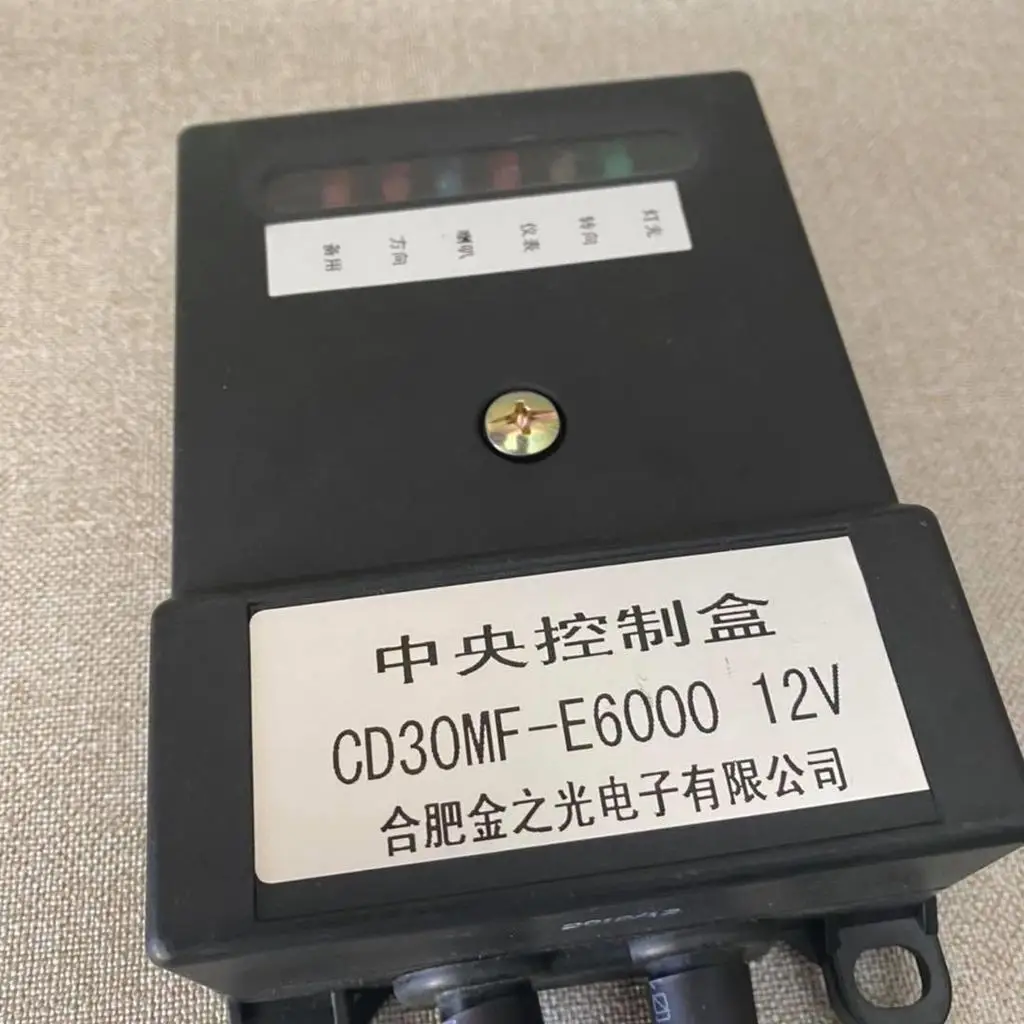 备用 方向 喇叭 仪表 转向 灯光
中央控制盒
CD30MF-E6000 12V
合肥金之光电子有限公司